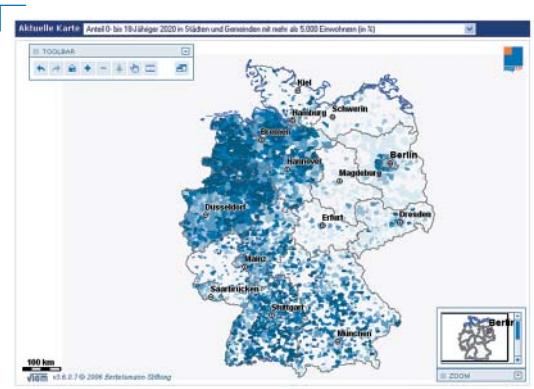 Aktuelle Karte Anteil 0- bis 18-Jähriger 2020 in Städten und Gemeinden mit mehr als 5.000 Einwohnern (in %)
TOOLBAR
Kiel
Hamburg
Schwerin
Bremen
Berlin
Hannover
Magdeburg
Düsseldorf
Erfurt
Dresden
Mainz
Saarbrücken
Stuttgart
München
Berlin
100 km
v3.6.0.7 © 2006 Bertelsmann-Stiftung
ZOOM